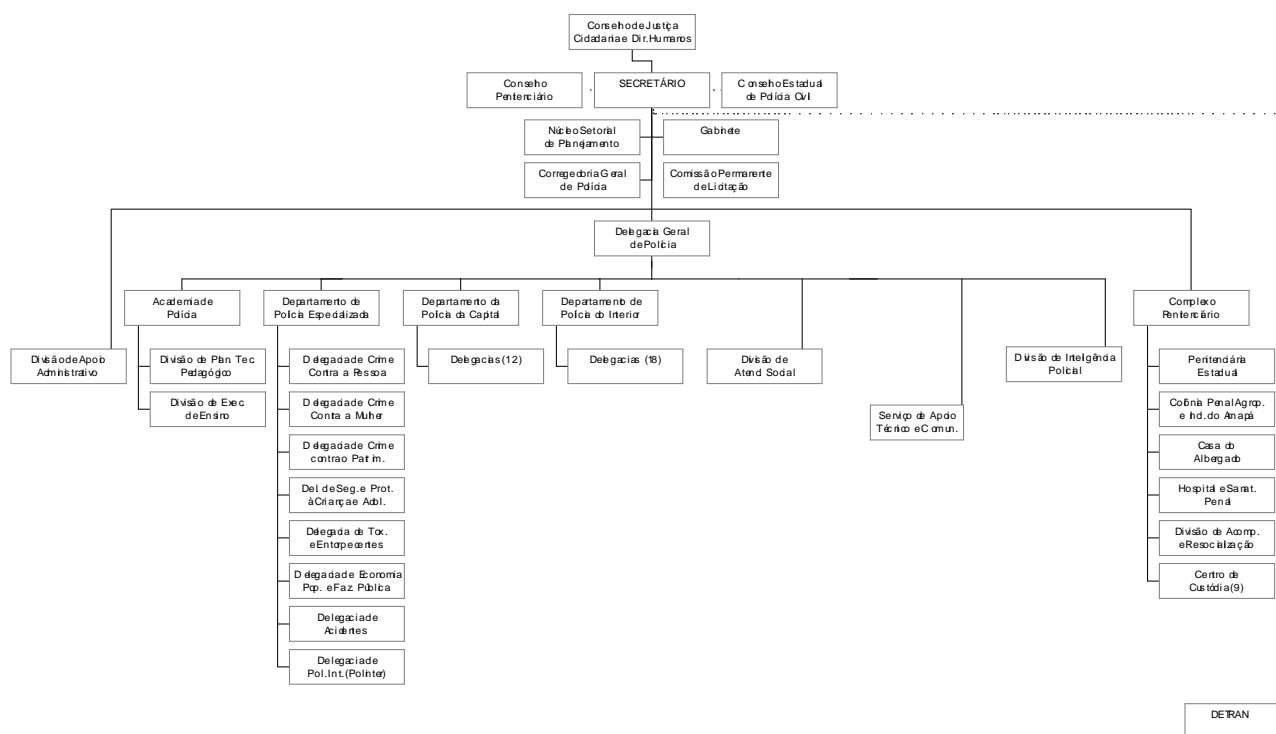 Conselho de Justiça
Cidadania e Dir. Humanos
Conselho
Penitenciário
SECRETÁRIO
Conselho Estadual
de Polícia Civil
Núcleo Setorial
de Planejamento
Gabinete
Corregedoria Geral
de Polícia
Comissão Permanente
de Licitação
Delegacia Geral
de Polícia
Academia de
Polícia
Departamento de
Polícia Especializada
Departamento da
Polícia da Capital
Departamento de
Polícia do Interior
Complexo
Penitenciário
Divisão de Apoio
Administrativo
Divisão de Plan. Tec.
Pedagógico
Delegacia de Crime
Contra a Pessoa
Delegacias (12)
Delegacias (18)
Divisão de
Atend Social
Divisão de Inteligência
Policial
Penitenciária
Estadual
Divisão de Exec.
de Ensino
Delegacia de Crime
Contra a Mulher
Serviço de Apoio
Técnico e Comun.
Colônia Penal Agrop.
e Ind. do Amapá
Delegacia de Crime
contra o Patrim.
Casa do
Albergado
Del. de Seg. e Prot.
à Criança e Adol.
Hospital e Sanat.
Penal
Delegacia de Tox.
e Entorpecentes
Divisão de Acomp.
e Resocialização
Delegacia de Economia
Pop. e Faz. Pública
Centro de
Custódia (9)
Delegacia de
Acidentes
Delegacia de
Pol. Int. (Polinter)
DETRAN